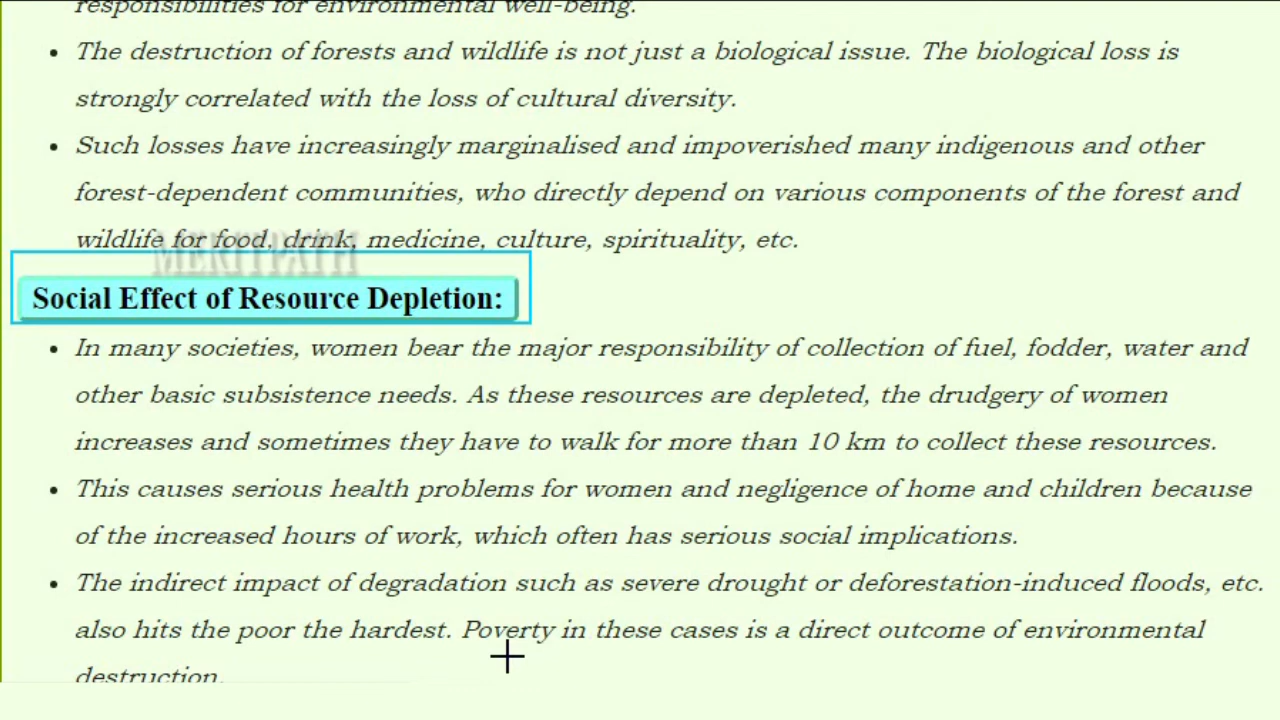 responsibilities for environmental well-being.
• The destruction of forests and wildlife is not just a biological issue. The biological loss is
strongly correlated with the loss of cultural diversity.
• Such losses have increasingly marginalised and impoverished many indigenous and other
forest-dependent communities, who directly depend on various components of the forest and
wildlife for food, drink, medicine, culture, spirituality, etc.
MERITPATH
Social Effect of Resource Depletion:
• In many societies, women bear the major responsibility of collection of fuel, fodder, water and
other basic subsistence needs. As these resources are depleted, the drudgery of women
increases and sometimes they have to walk for more than 10 km to collect these resources.
• This causes serious health problems for women and negligence of home and children because
of the increased hours of work, which often has serious social implications.
• The indirect impact of degradation such as severe drought or deforestation-induced floods, etc.
also hits the poor the hardest. Poverty in these cases is a direct outcome of environmental
destruction.